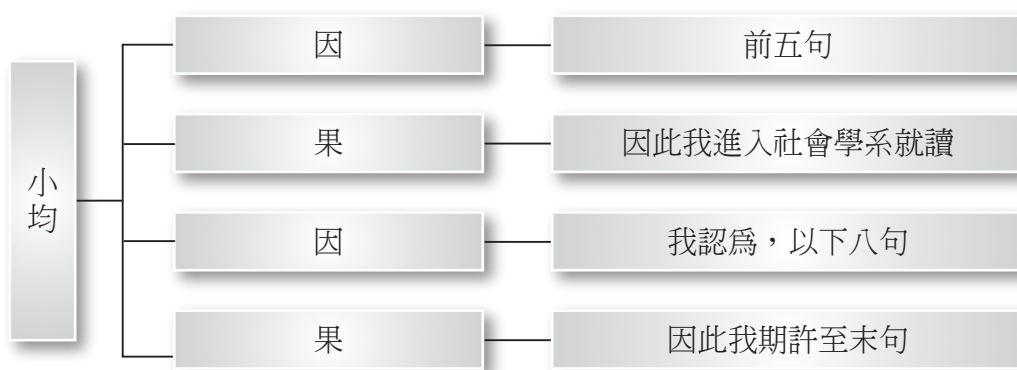 小均
因
前五句
果
因此我進入社會學系就讀
因
我認爲，以下八句
果
因此我期許至末句